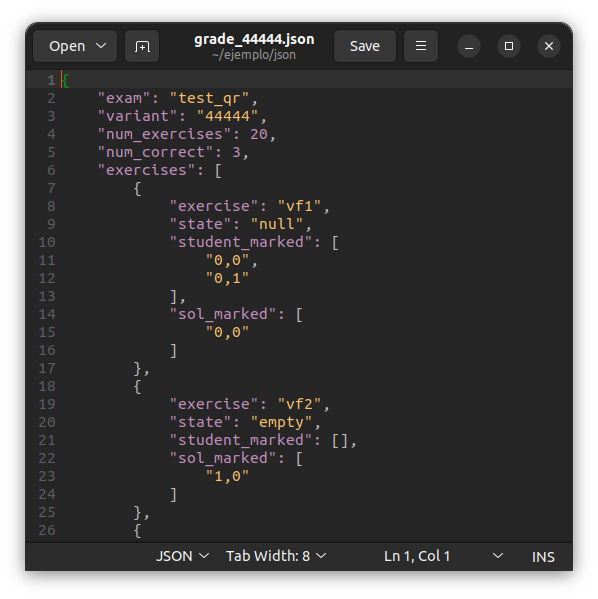 Open
grade_44444.json
~/ejemplo/json
Save
1 {
2     "exam": "test_qr",
3     "variant": "44444",
4     "num_exercises": 20,
5     "num_correct": 3,
6     "exercises": [
7         {
8             "exercise": "vf1",
9             "state": "null",
10             "student_marked": [
11                 "0,0",
12                 "0,1"
13             ],
14             "sol_marked": [
15                 "0,0"
16             ]
17         },
18         {
19             "exercise": "vf2",
20             "state": "empty",
21             "student_marked": [],
22             "sol_marked": [
23                 "1,0"
24             ]
25         },
26         {
JSON Tab Width: 8 Ln 1, Col 1 INS